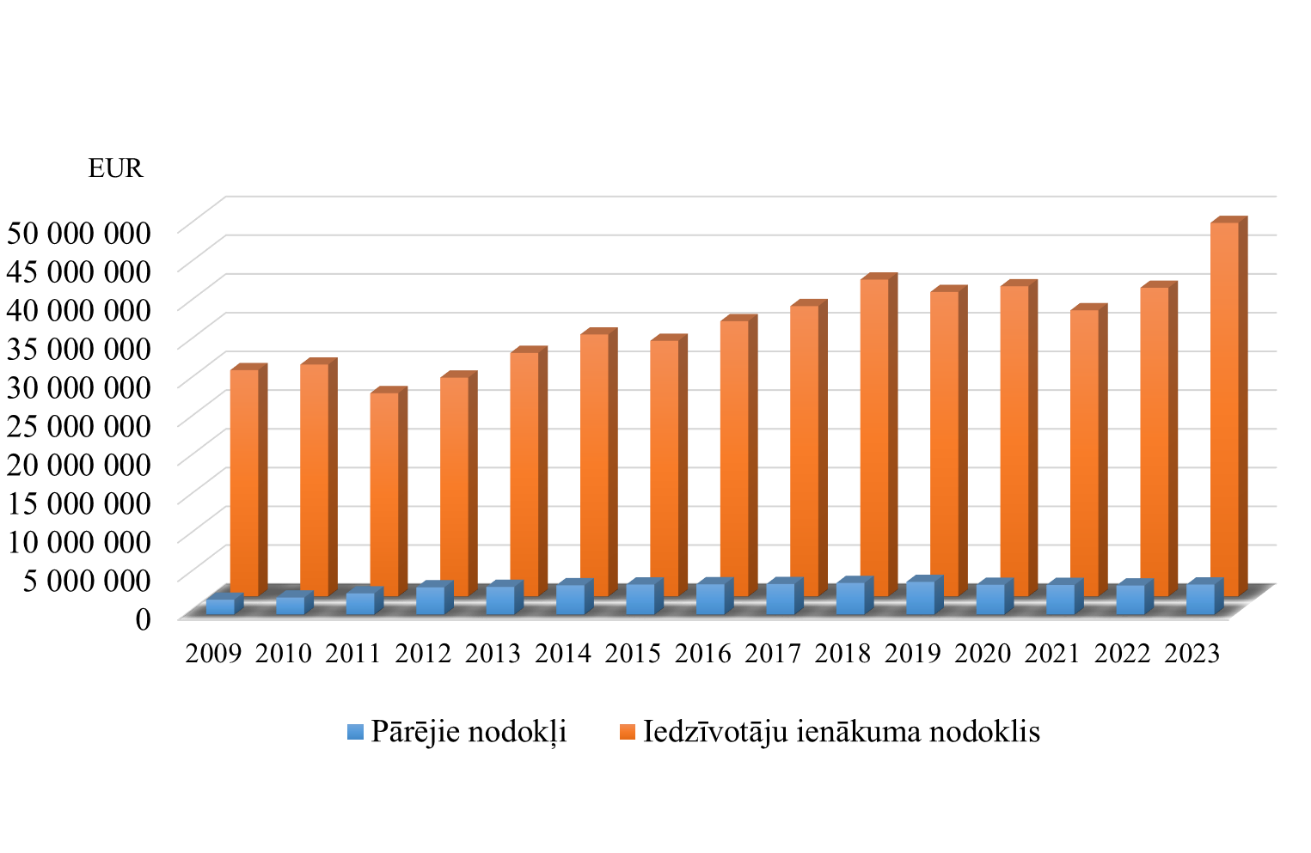 EUR
50 000 000
45 000 000
40 000 000
35 000 000
30 000 000
25 000 000
20 000 000
15 000 000
10 000 000
5 000 000
0
2009 2010 2011 2012 2013 2014 2015 2016 2017 2018 2019 2020 2021 2022 2023
Pārējie nodokļi Iedzīvotāju ienākuma nodoklis